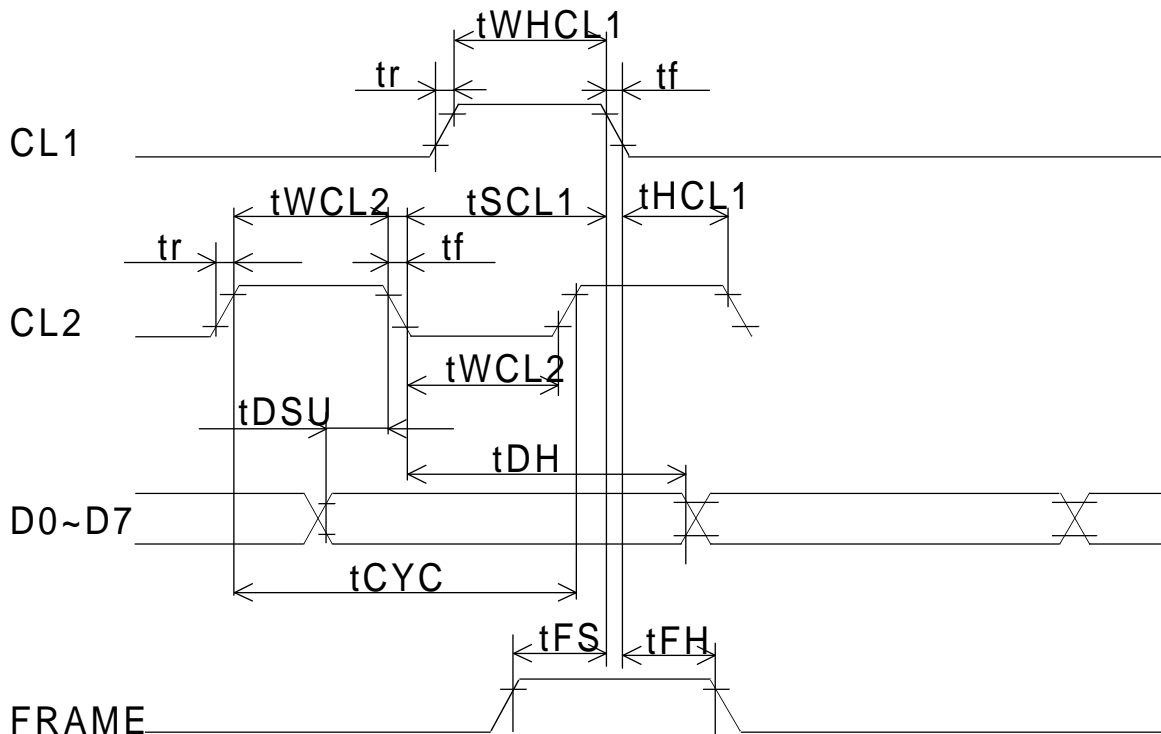 tWHCL1
tr
tf
CL1
tWCL2
tSCL1
tHCL1
tr
tf
CL2
tWCL2
tDSU
tDH
D0~D7
tCYC
tFS
tFH
FRAME